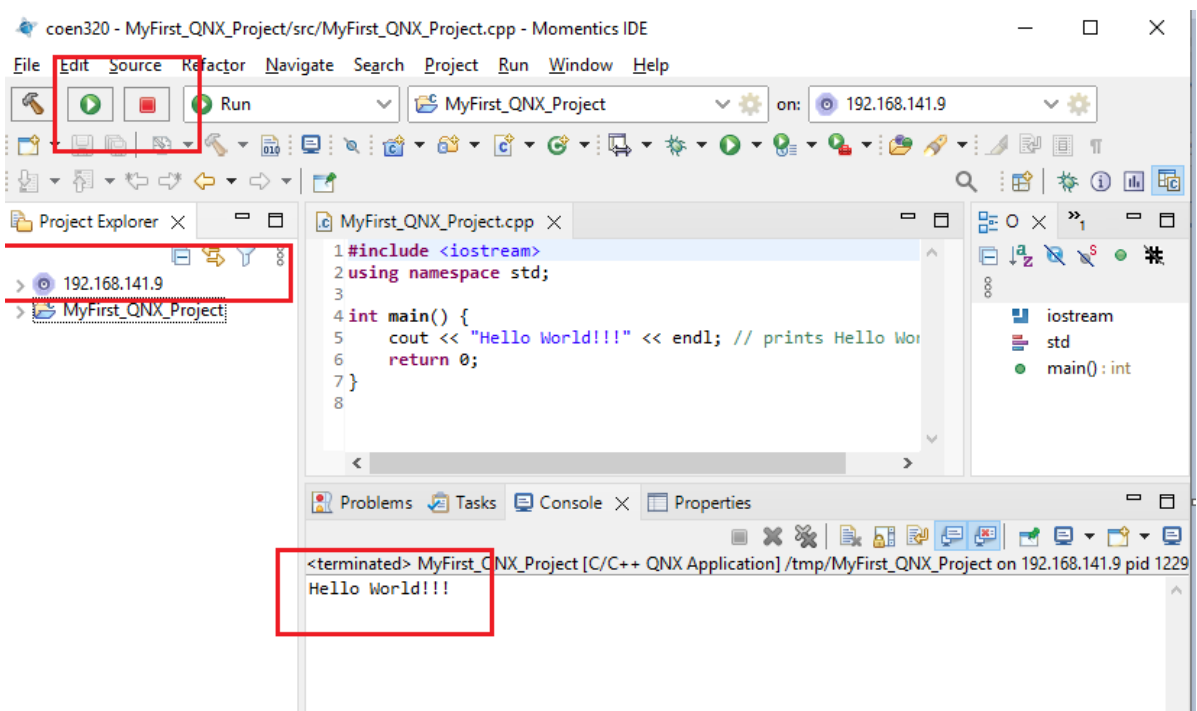 coen320 - MyFirst_QNX_Project/src/MyFirst_QNX_Project.cpp - Momentics IDE
File Edit Source Refactor Navigate Search Project Run Window Help
Run MyFirst_QNX_Project on: 192.168.141.9
010
Project Explorer
192.168.141.9
MyFirst_QNX_Project
MyFirst_QNX_Project.cpp
1 #include <iostream>
2 using namespace std;
3
4 int main() {
5 cout << "Hello World!!!" << endl; // prints Hello Wor
6 return 0;
7 }
8
O
iostream
std
main() : int
Problems Tasks Console Properties
<terminated> MyFirst_QNX_Project [C/C++ QNX Application] /tmp/MyFirst_QNX_Project on 192.168.141.9 pid 1229
Hello World!!!